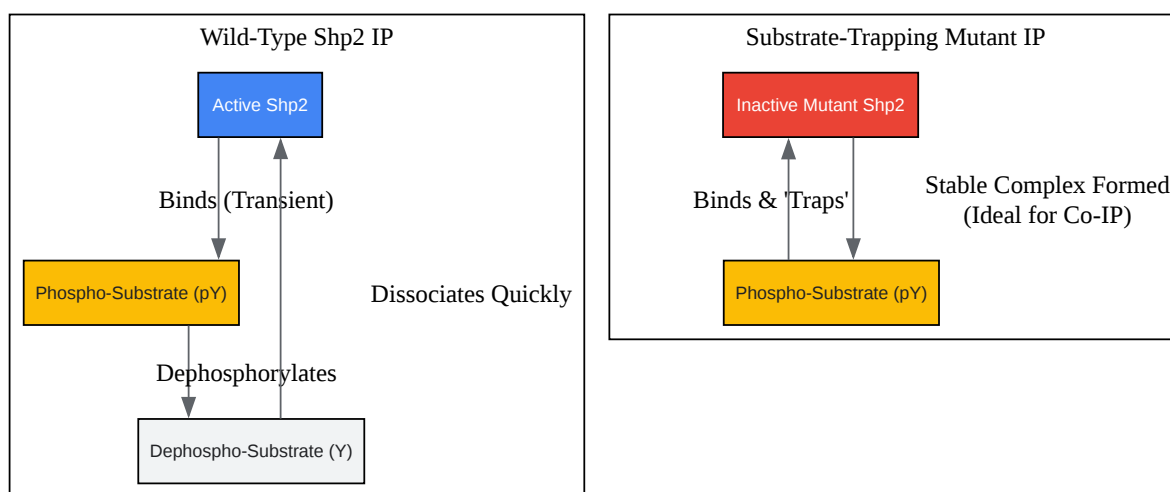 Wild-Type Shp2 IP
Active Shp2
Binds (Transient)
Phospho-Substrate (pY)
Dissociates Quickly
Dephosphorylates
Dephospho-Substrate (Y)
Substrate-Trapping Mutant IP
Inactive Mutant Shp2
Binds & 'Traps'
Stable Complex Formed
(Ideal for Co-IP)
Phospho-Substrate (pY)